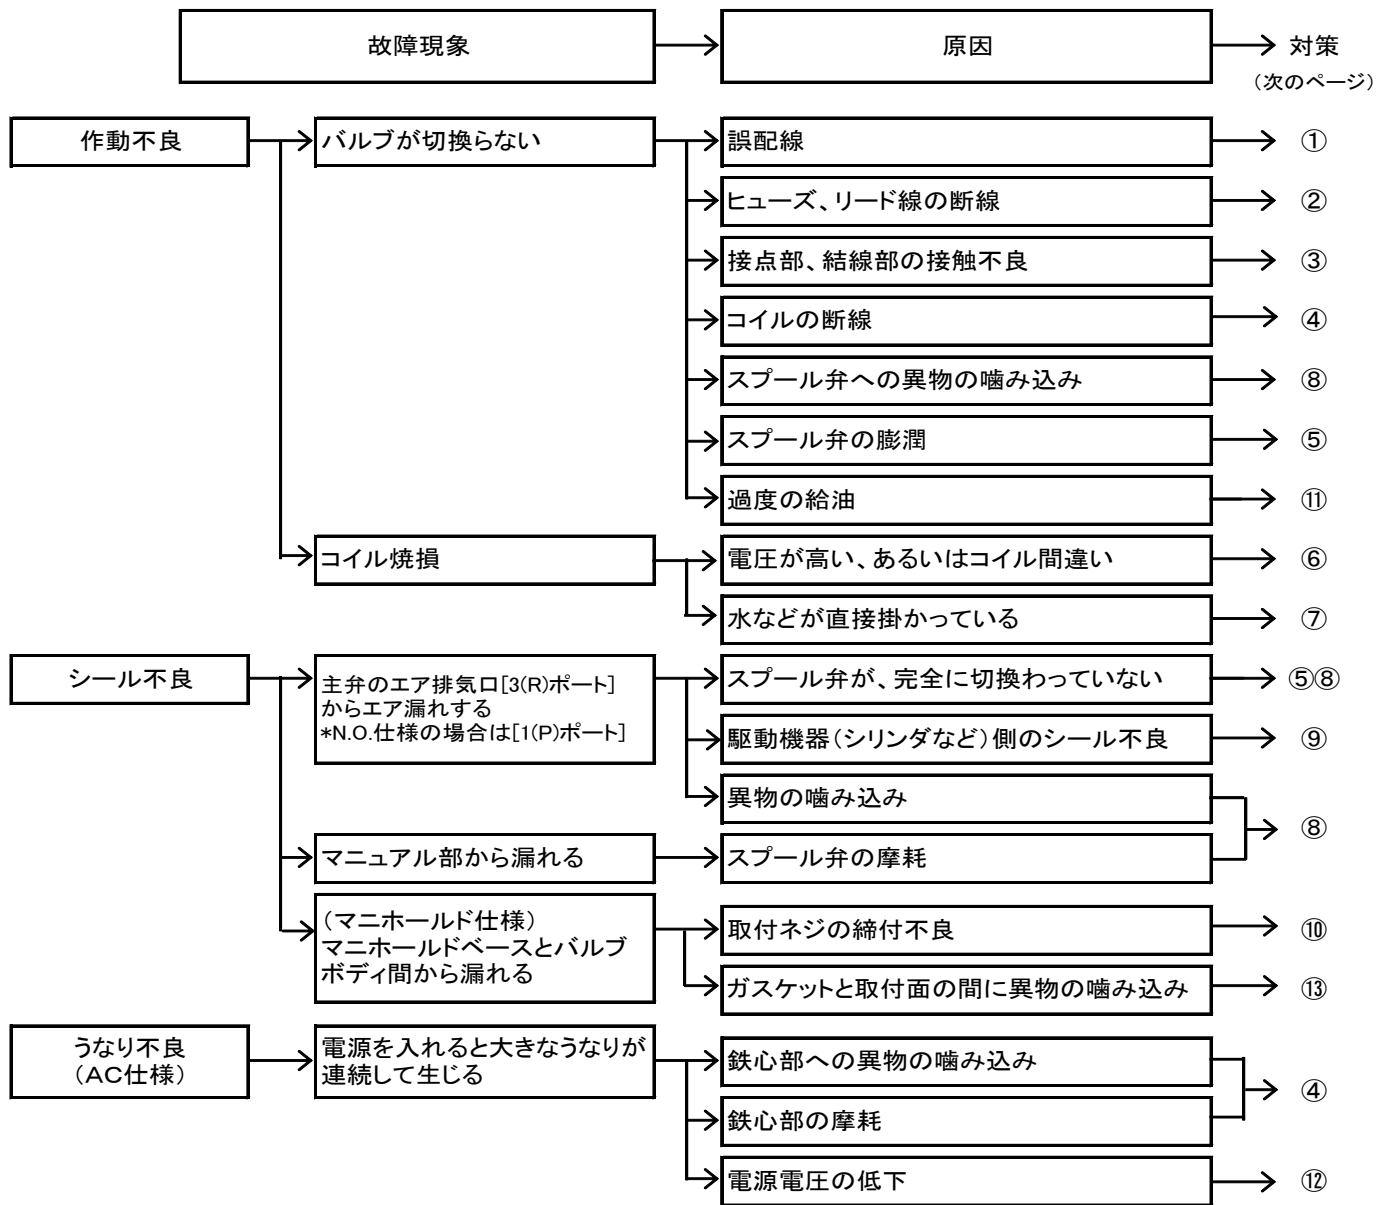 故障現象
原因
対策
(次のページ)
作動不良
バルブが切換らない
誤配線
①
ヒューズ、リード線の断線
②
接点部、結線部の接触不良
③
コイルの断線
④
スプール弁への異物の噛み込み
⑧
スプール弁の膨潤
⑤
過度の給油
⑪
コイル焼損
電圧が高い、あるいはコイル間違い
⑥
水などが直接掛かっている
⑦
シール不良
主弁のエア排気口[3(R)ポート]
からエア漏れする
*N.O.仕様の場合は[1(P)ポート]
スプール弁が、完全に切換わっていない
⑤⑧
駆動機器(シリンダなど)側のシール不良
⑨
異物の噛み込み
⑧
マニュアル部から漏れる
スプール弁の摩耗
(マニホールド仕様)
マニホールドベースとバルブ
ボディ間から漏れる
取付ネジの締付不良
⑩
ガスケットと取付面の間に異物の噛み込み
⑬
うなり不良
(AC仕様)
電源を入れると大きなうなりが
連続して生じる
鉄心部への異物の噛み込み
④
鉄心部の摩耗
電源電圧の低下
⑫